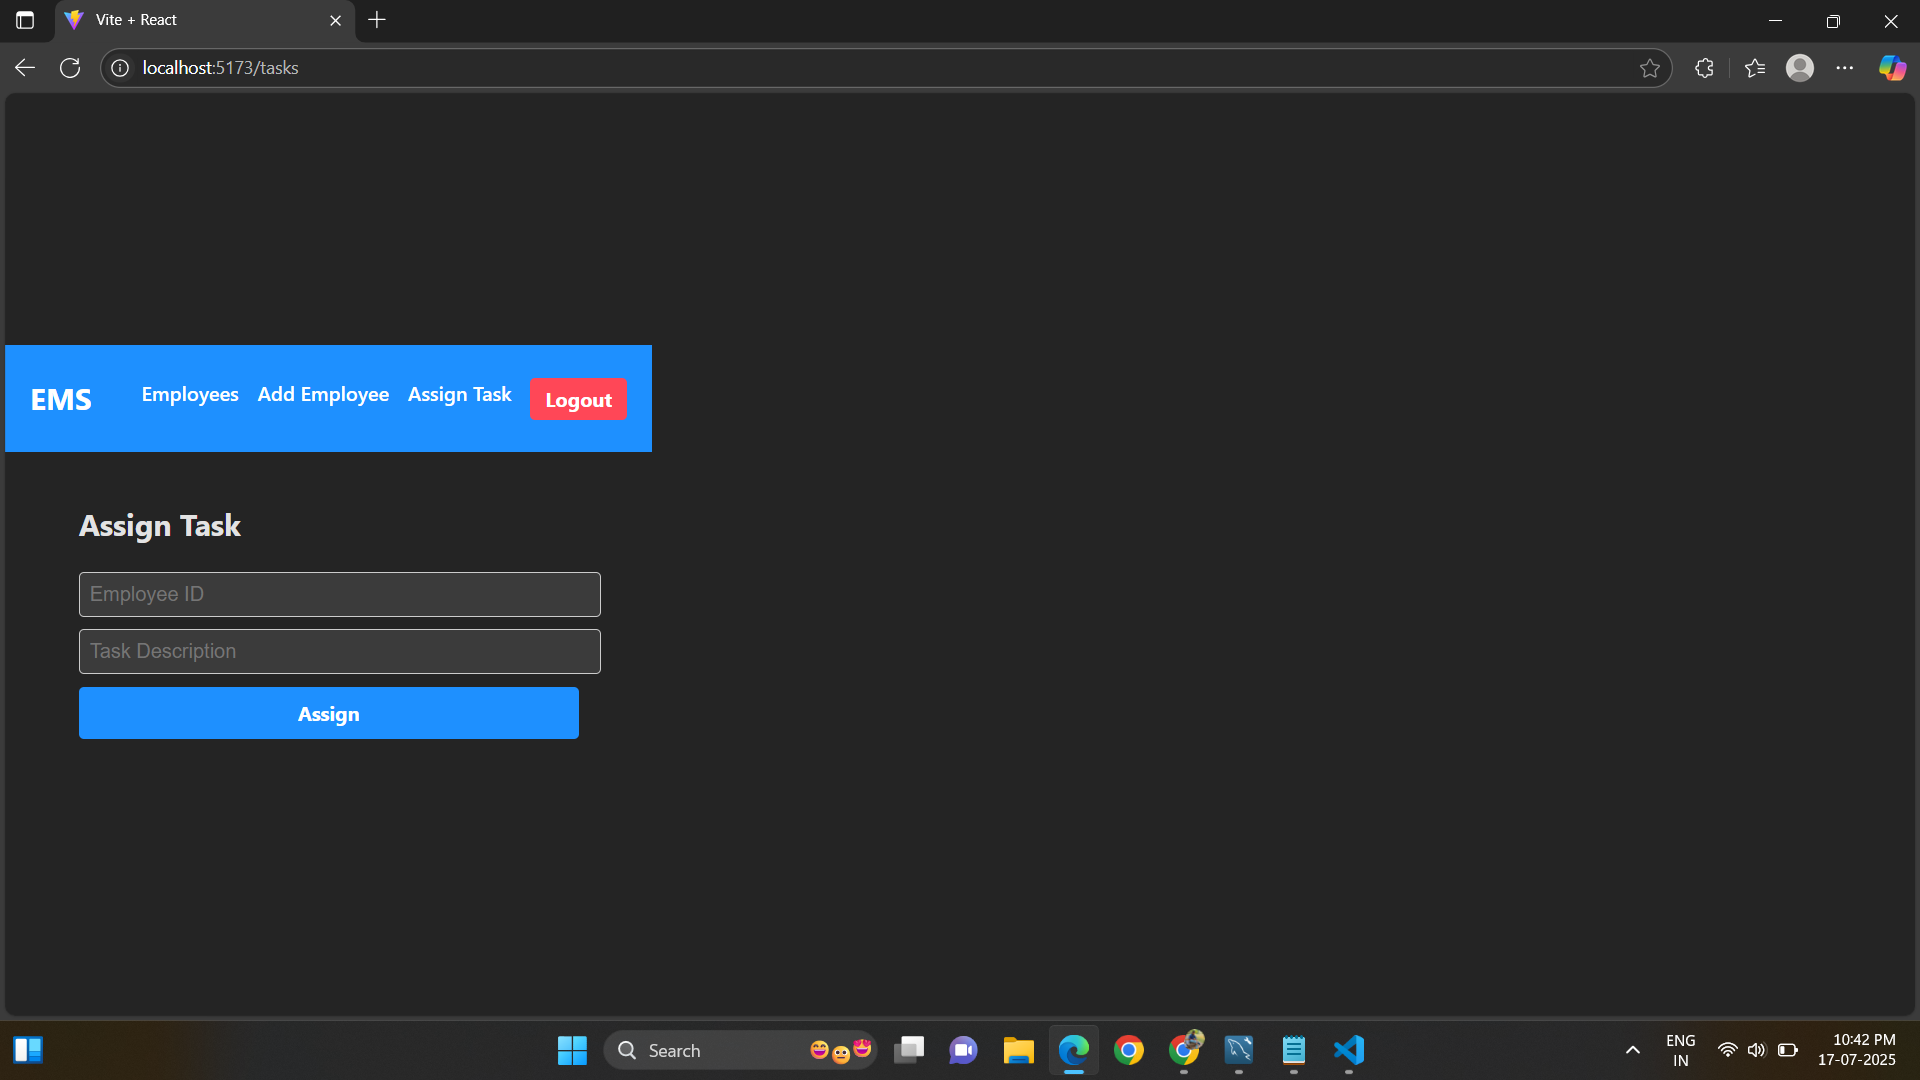 Vite + React
localhost:5173/tasks
EMS
Employees
Add Employee
Assign Task
Logout
Assign Task
Employee ID
Task Description
Assign
Search
ENG
IN
10:42 PM
17-07-2025